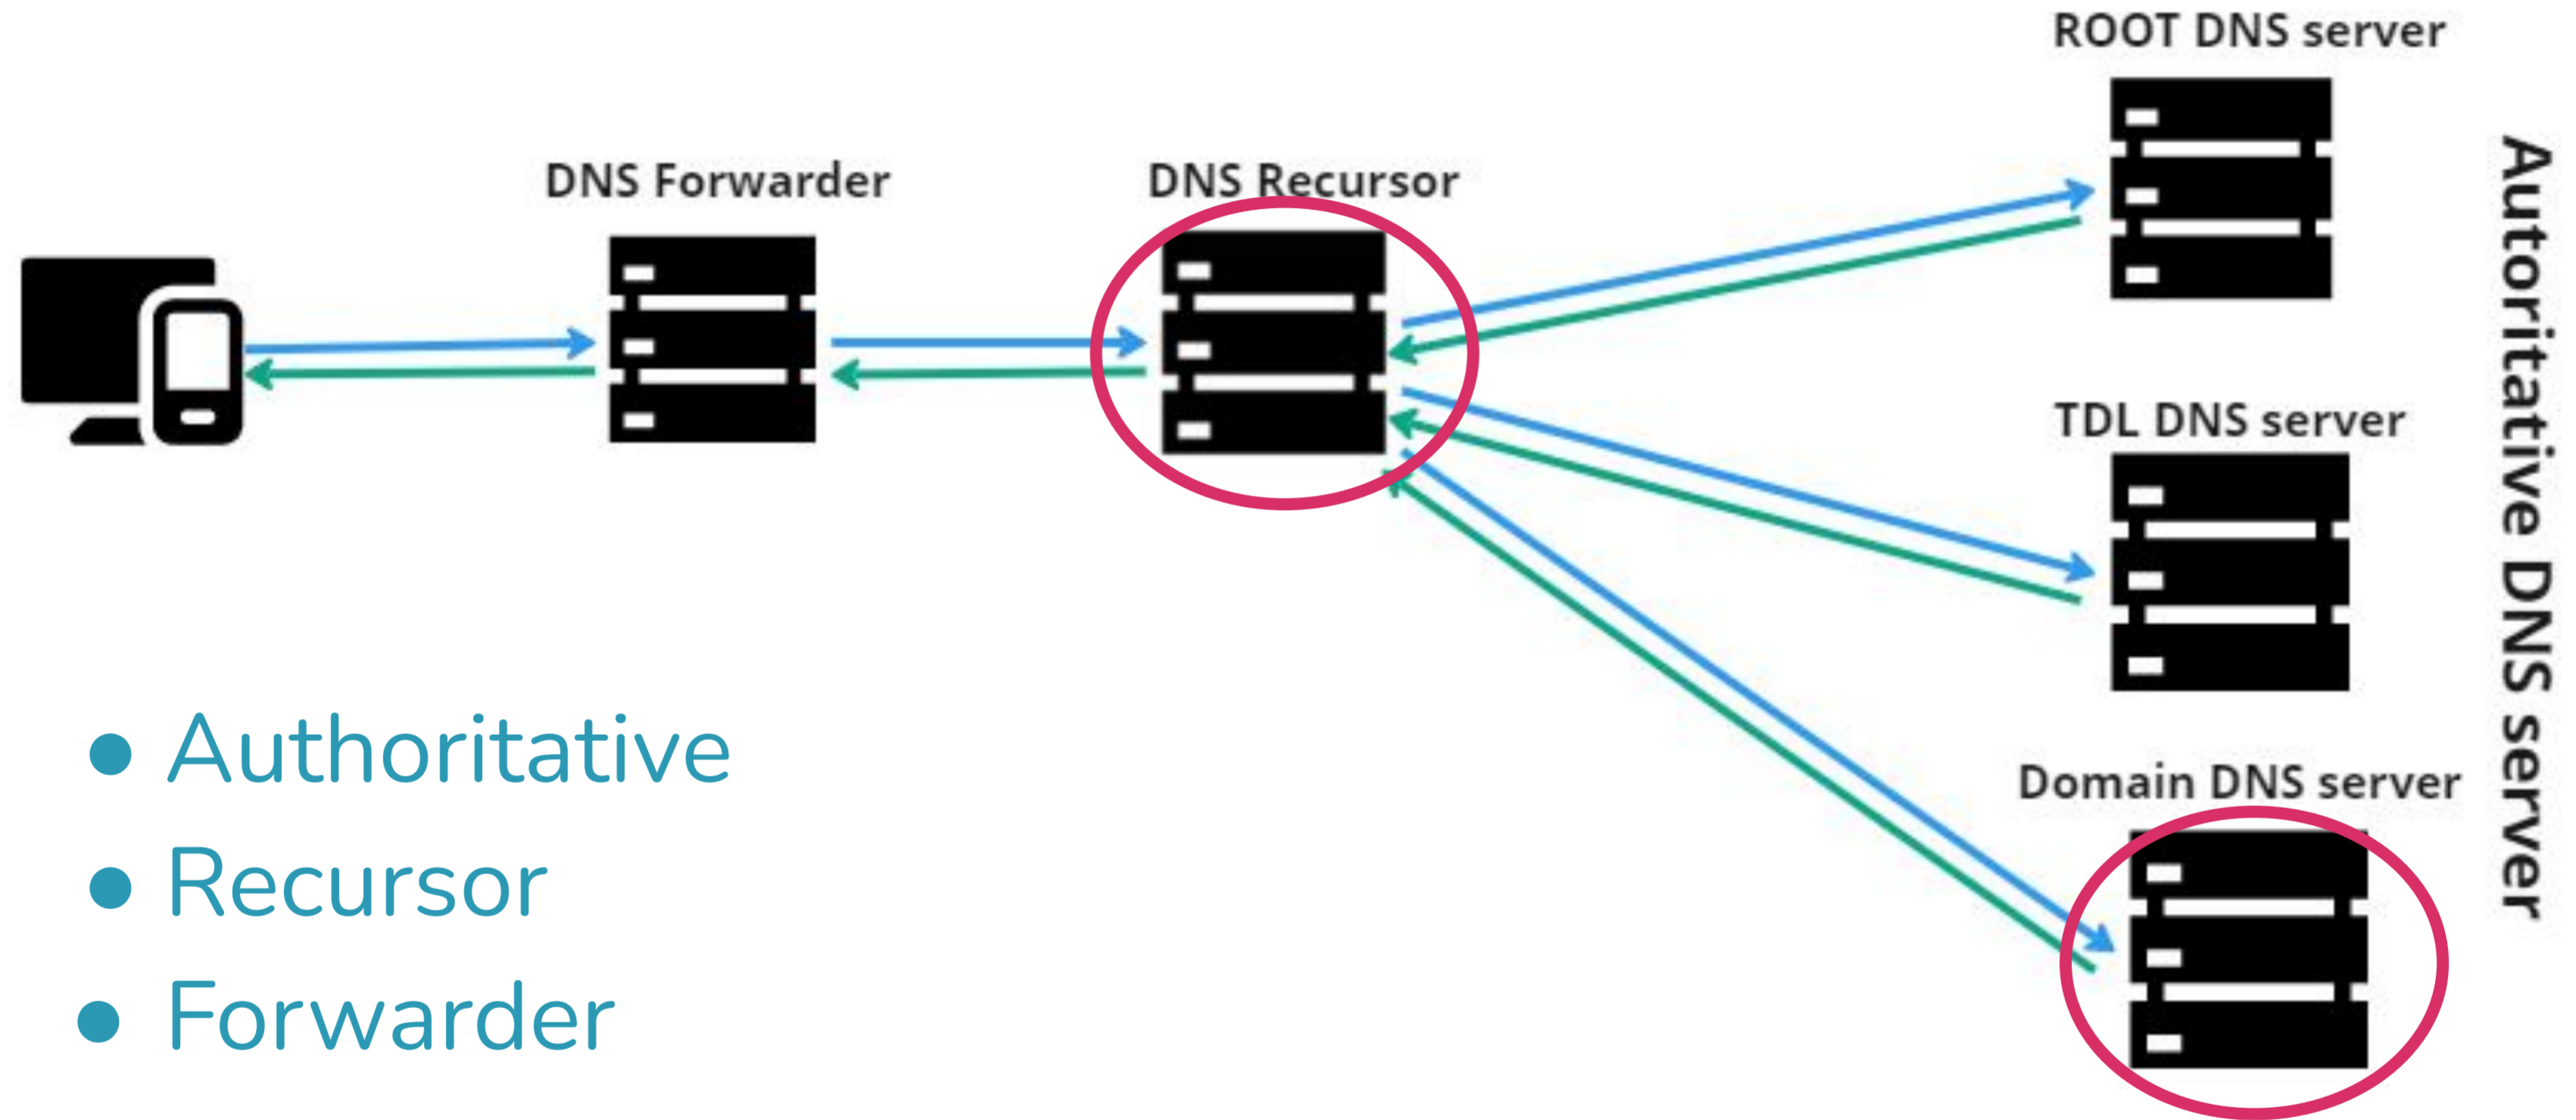 ROOT DNS server
DNS Forwarder
DNS Recursor
TDL DNS server
Domain DNS server
Autoritative DNS server
● Authoritative
● Recursor
● Forwarder